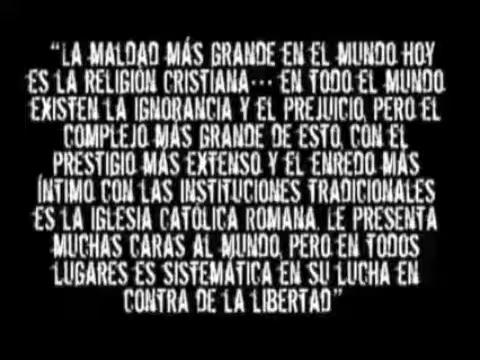 “LA MALDAD MÁS GRANDE EN EL MUNDO HOY
ES LA RELIGIÓN CRISTIANA... EN TODO EL MUNDO
EXISTEN LA IGNORANCIA Y EL PREJUICIO, PERO EL
COMPLEJO MÁS GRANDE DE ESTO, CON EL
PRESTIGIO MÁS EXTENSO Y EL ENREDO MÁS
ÍNTIMO CON LAS INSTITUCIONES TRADICIONALES
ES LA IGLESIA CATÓLICA ROMANA. LE PRESENTA
MUCHAS CARAS AL MUNDO, PERO EN TODOS
LUGARES ES SISTEMÁTICA EN SU LUCHA EN
CONTRA DE LA LIBERTAD”